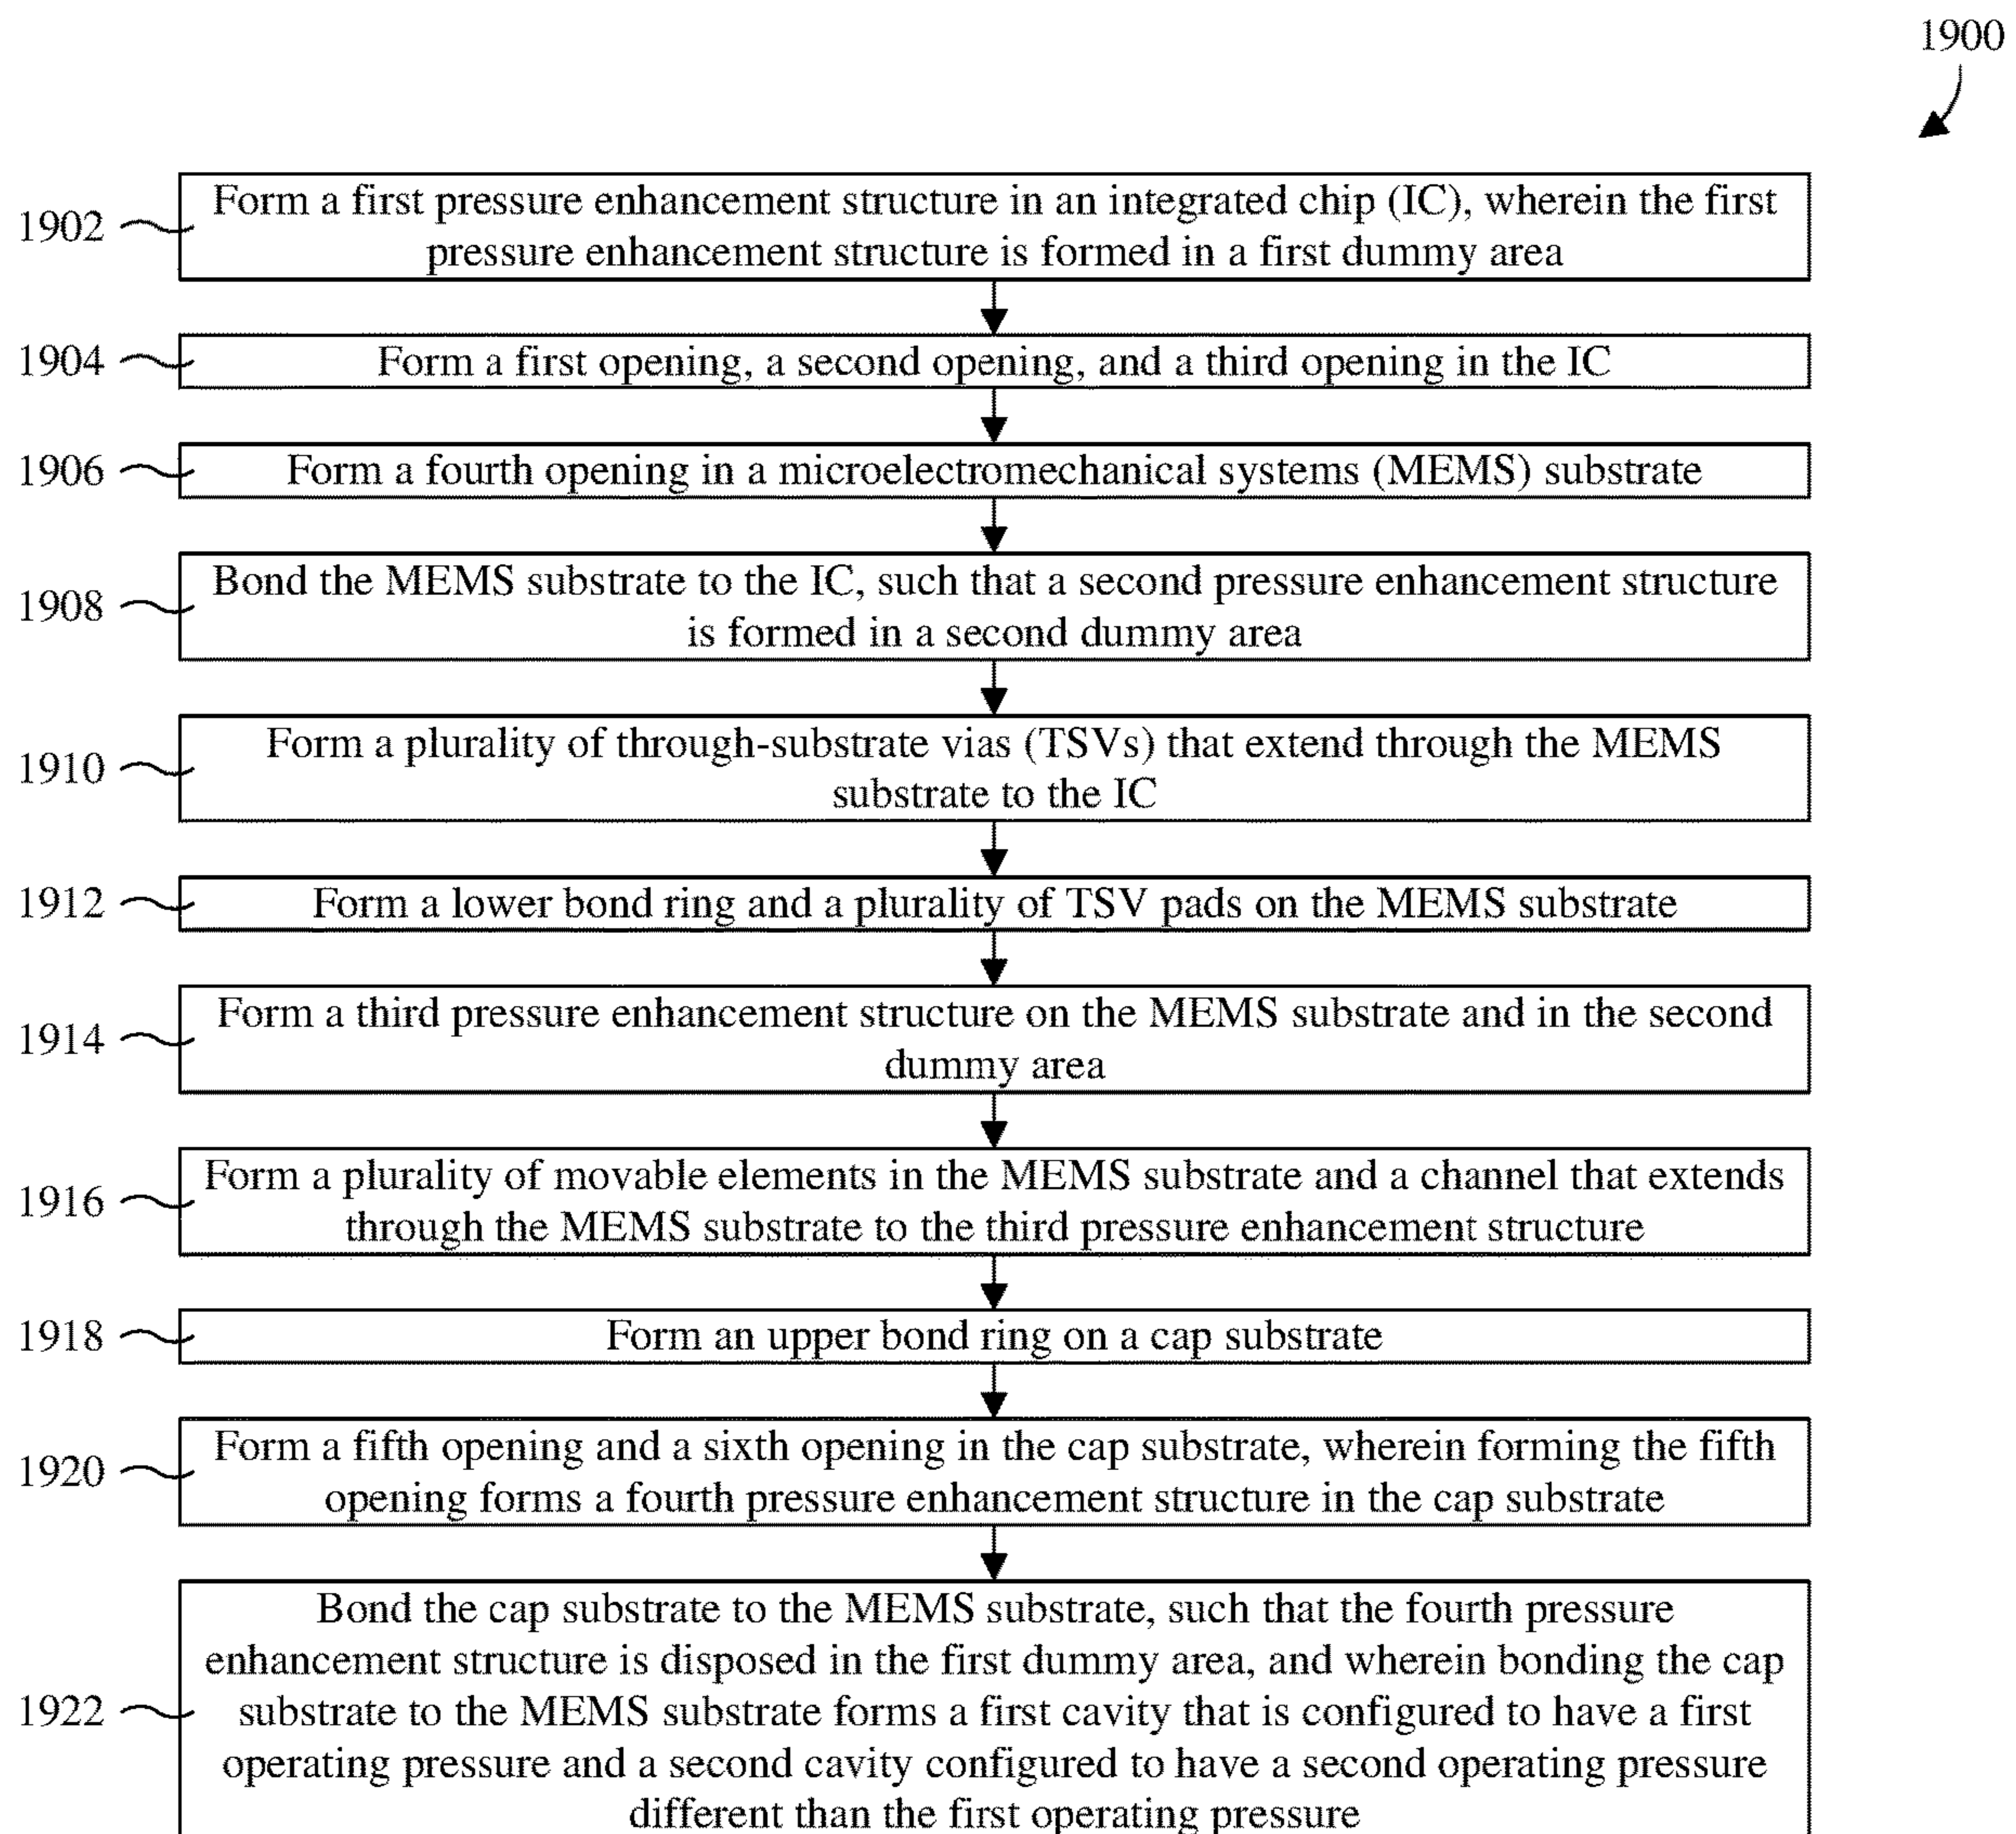 1900
1902
Form a first pressure enhancement structure in an integrated chip (IC), wherein the first
pressure enhancement structure is formed in a first dummy area
1904
Form a first opening, a second opening, and a third opening in the IC
1906
Form a fourth opening in a microelectromechanical systems (MEMS) substrate
1908
Bond the MEMS substrate to the IC, such that a second pressure enhancement structure
is formed in a second dummy area
1910
Form a plurality of through-substrate vias (TSVs) that extend through the MEMS
substrate to the IC
1912
Form a lower bond ring and a plurality of TSV pads on the MEMS substrate
1914
Form a third pressure enhancement structure on the MEMS substrate and in the second
dummy area
1916
Form a plurality of movable elements in the MEMS substrate and a channel that extends
through the MEMS substrate to the third pressure enhancement structure
1918
Form an upper bond ring on a cap substrate
1920
Form a fifth opening and a sixth opening in the cap substrate, wherein forming the fifth
opening forms a fourth pressure enhancement structure in the cap substrate
1922
Bond the cap substrate to the MEMS substrate, such that the fourth pressure
enhancement structure is disposed in the first dummy area, and wherein bonding the cap
substrate to the MEMS substrate forms a first cavity that is configured to have a first
operating pressure and a second cavity configured to have a second operating pressure
different than the first operating pressure